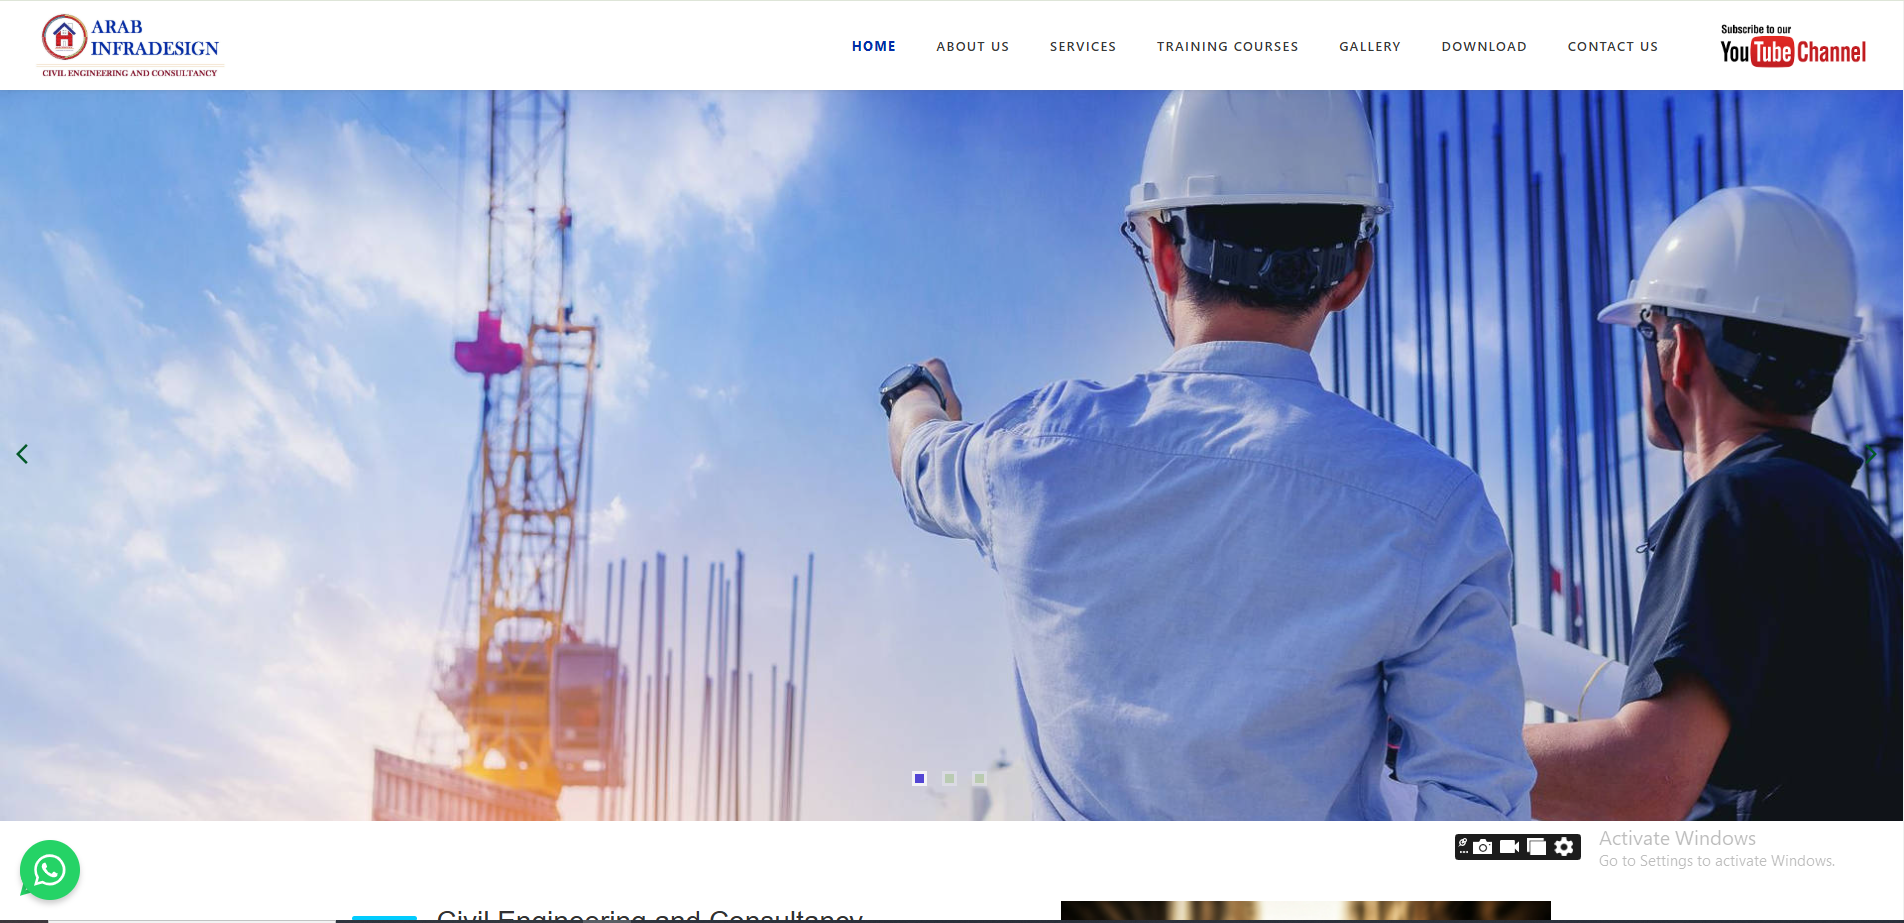 ARAB
INFRADESIGN
CIVIL ENGINEERING AND CONSULTANCY
HOME ABOUT US SERVICES TRAINING COURSES GALLERY DOWNLOAD CONTACT US
Subscribe to our
YouTube Channel
Activate Windows
Go to Settings to activate Windows.
Civil Engineering and Consultancy